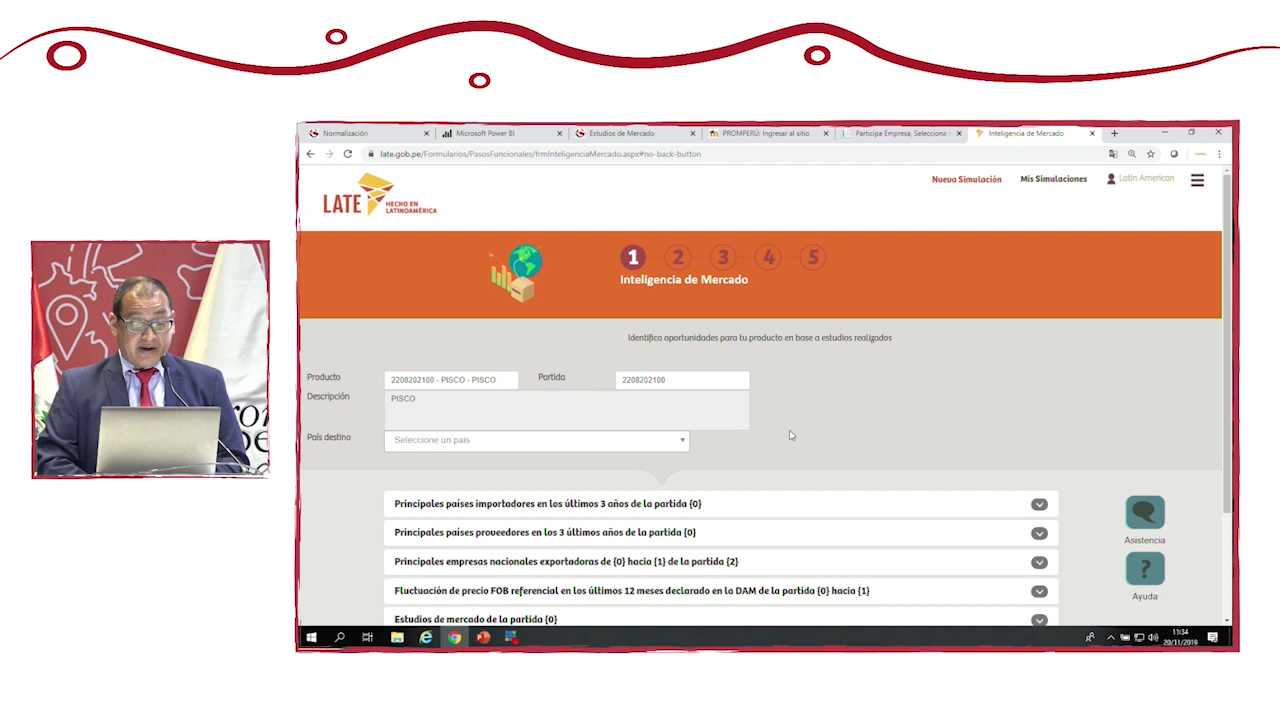 Normalización
Microsoft Power BI
Estudios de Mercado
PROMPERÚ: Ingresar al sitio
Participa Empresa, Selecciona
Inteligencia de Mercado
late.gob.pe/Formularios/PasosFuncionales/frmInteligenciaMercado.aspx#no-back-button
LATE HECHO EN LATINOAMÉRICA
Nueva Simulación
Mis Simulaciones
Latin American
1 2 3 4 5
Inteligencia de Mercado
Identifica oportunidades para tu producto en base a estudios realizados
Producto 2208202100 - PISCO - PISCO Partida 2208202100
Descripción PISCO
País destino Seleccione un país
Principales países importadores en los últimos 3 años de la partida {0}
Principales países proveedores en los 3 últimos años de la partida {0}
Principales empresas nacionales exportadoras de {0} hacia {1} de la partida {2}
Fluctuación de precio FOB referencial en los últimos 12 meses declarado en la DAM de la partida {0} hacia {1}
Estudios de mercado de la partida {0}
Asistencia
?
Ayuda
11:34
20/11/2019